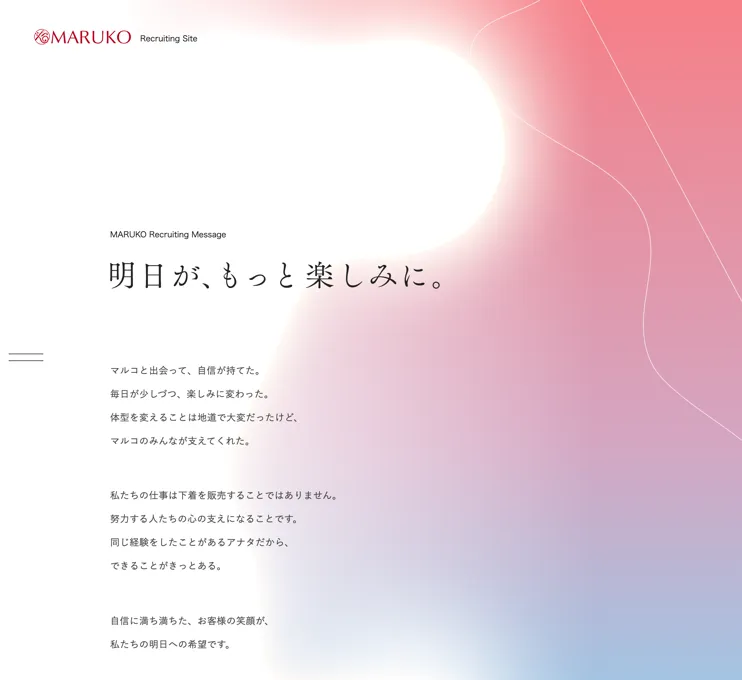 MARUKO Recruiting Site
MARUKO Recruiting Message
明日が、もっと楽しみに。
マルコと出会って、自信が持てた。
毎日が少しづつ、楽しみに変わった。
体型を変えることは地道で大変だったけど、
マルコのみんなが支えてくれた。
私たちの仕事は下着を販売することではありません。
努力する人たちの心の支えになることです。
同じ経験をしたことがあるアナタだから、
できることがきっとある。
自信に満ち満ちた、お客様の笑顔が、
私たちの明日への希望です。